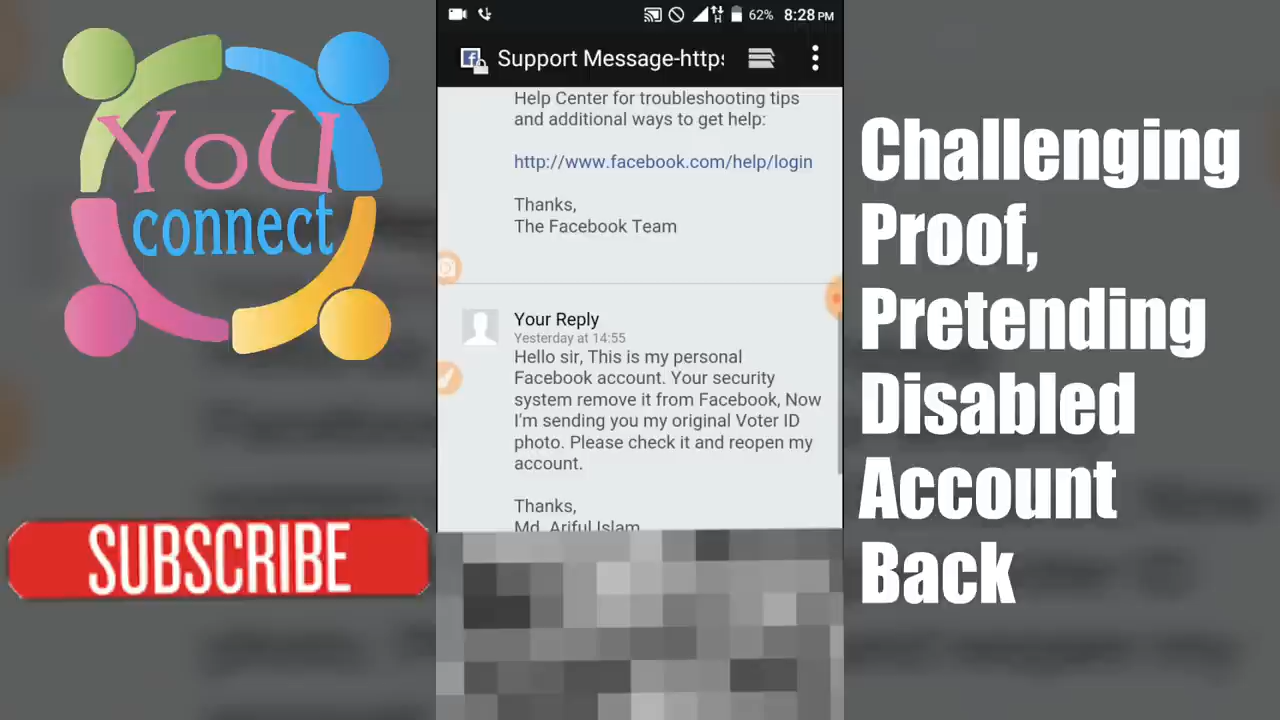 YoU
connect
SUBSCRIBE
62% 8:28 PM
Support Message-https
Help Center for troubleshooting tips
and additional ways to get help:
http://www.facebook.com/help/login
Thanks,
The Facebook Team
Your Reply
Yesterday at 14:55
Hello sir, This is my personal
Facebook account. Your security
system remove it from Facebook, Now
I'm sending you my original Voter ID
photo. Please check it and reopen my
account.
Thanks,
Md. Ariful Islam
Challenging
Proof,
Pretending
Disabled
Account
Back